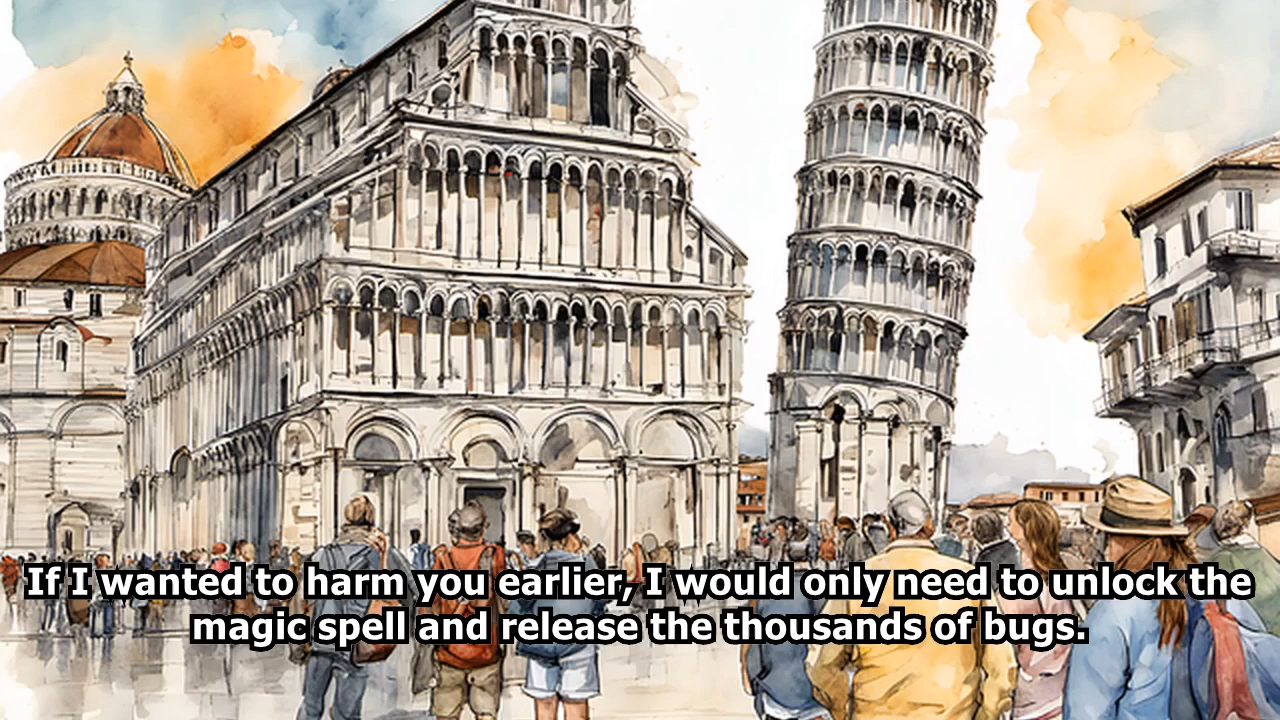 If I wanted to harm you earlier, I would only need to unlock the
magic spell and release the thousands of bugs.